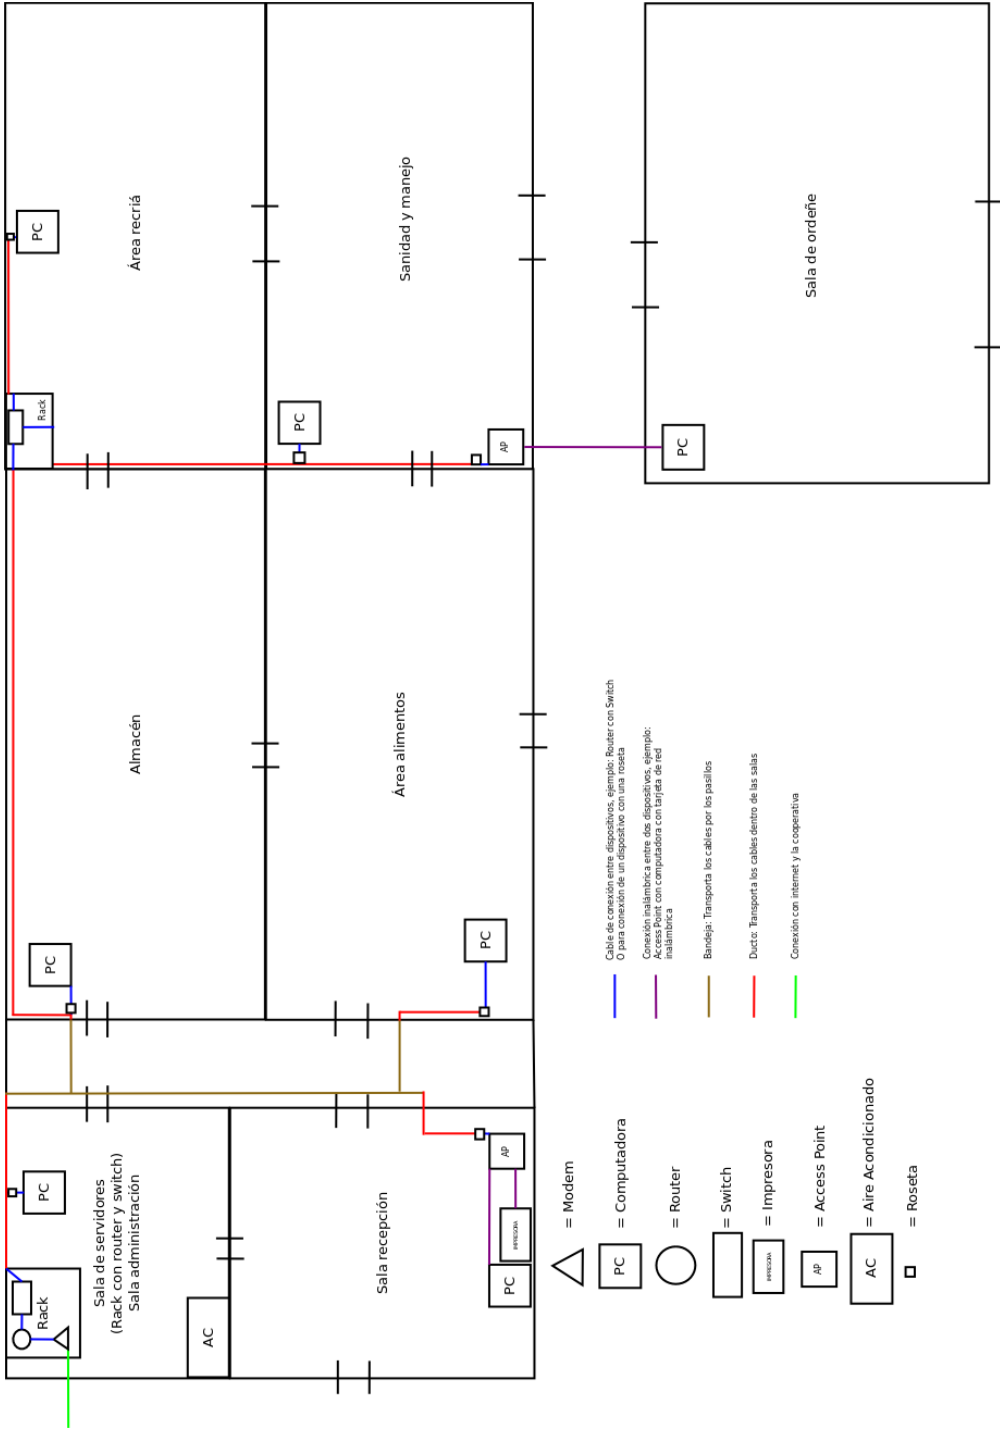 PC
Área recriá
Rack
Sanidad y manejo
PC
AP
Sala de ordeñe
PC
Almacén
PC
Área alimentos
PC
Sala de servidores
(Rack con router y switch)
Sala administración
PC
Rack
AC
Sala recepción
AP
IMPRESORA
PC
= Modem
PC
= Computadora
= Router
= Switch
IMPRESORA
= Impresora
AP
= Access Point
AC
= Aire Acondicionado
= Roseta
Cable de conexión entre dispositivos, ejemplo: Router con Switch
O para conexión de un dispositivo con una roseta
Conexión inalámbrica entre dos dispositivos, ejemplo:
Access Point con computadora con tarjeta de red
inalámbrica
Bandeja: Transporta los cables por los pasillos
Ducto: Transporta los cables dentro de las salas
Conexión con internet y la cooperativa